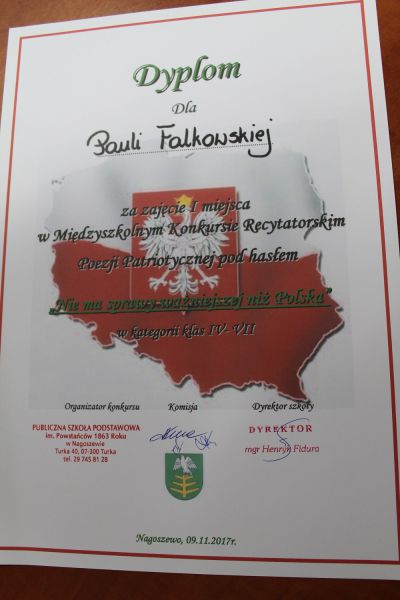 Dyplom
Dla
Pauli Falkowskiej
za zajęcie I miejsca
w Międzyszkolnym Konkursie Recytatorskim
Poezji Patriotycznej pod hasłem
„Nie ma sprawy ważniejszej niż Polska”
w kategorii klas IV- VII
Organizator konkursu Komisja Dyrektor szkoły
PUBLICZNA SZKOŁA PODSTAWOWA
im. Powstańców 1863 Roku
w Nagoszewie
Turka 40, 07-300 Turka
tel. 29 745 81 28
DYREKTOR
mgr Henryk Fidura
Nagoszewo, 09.11.2017r.